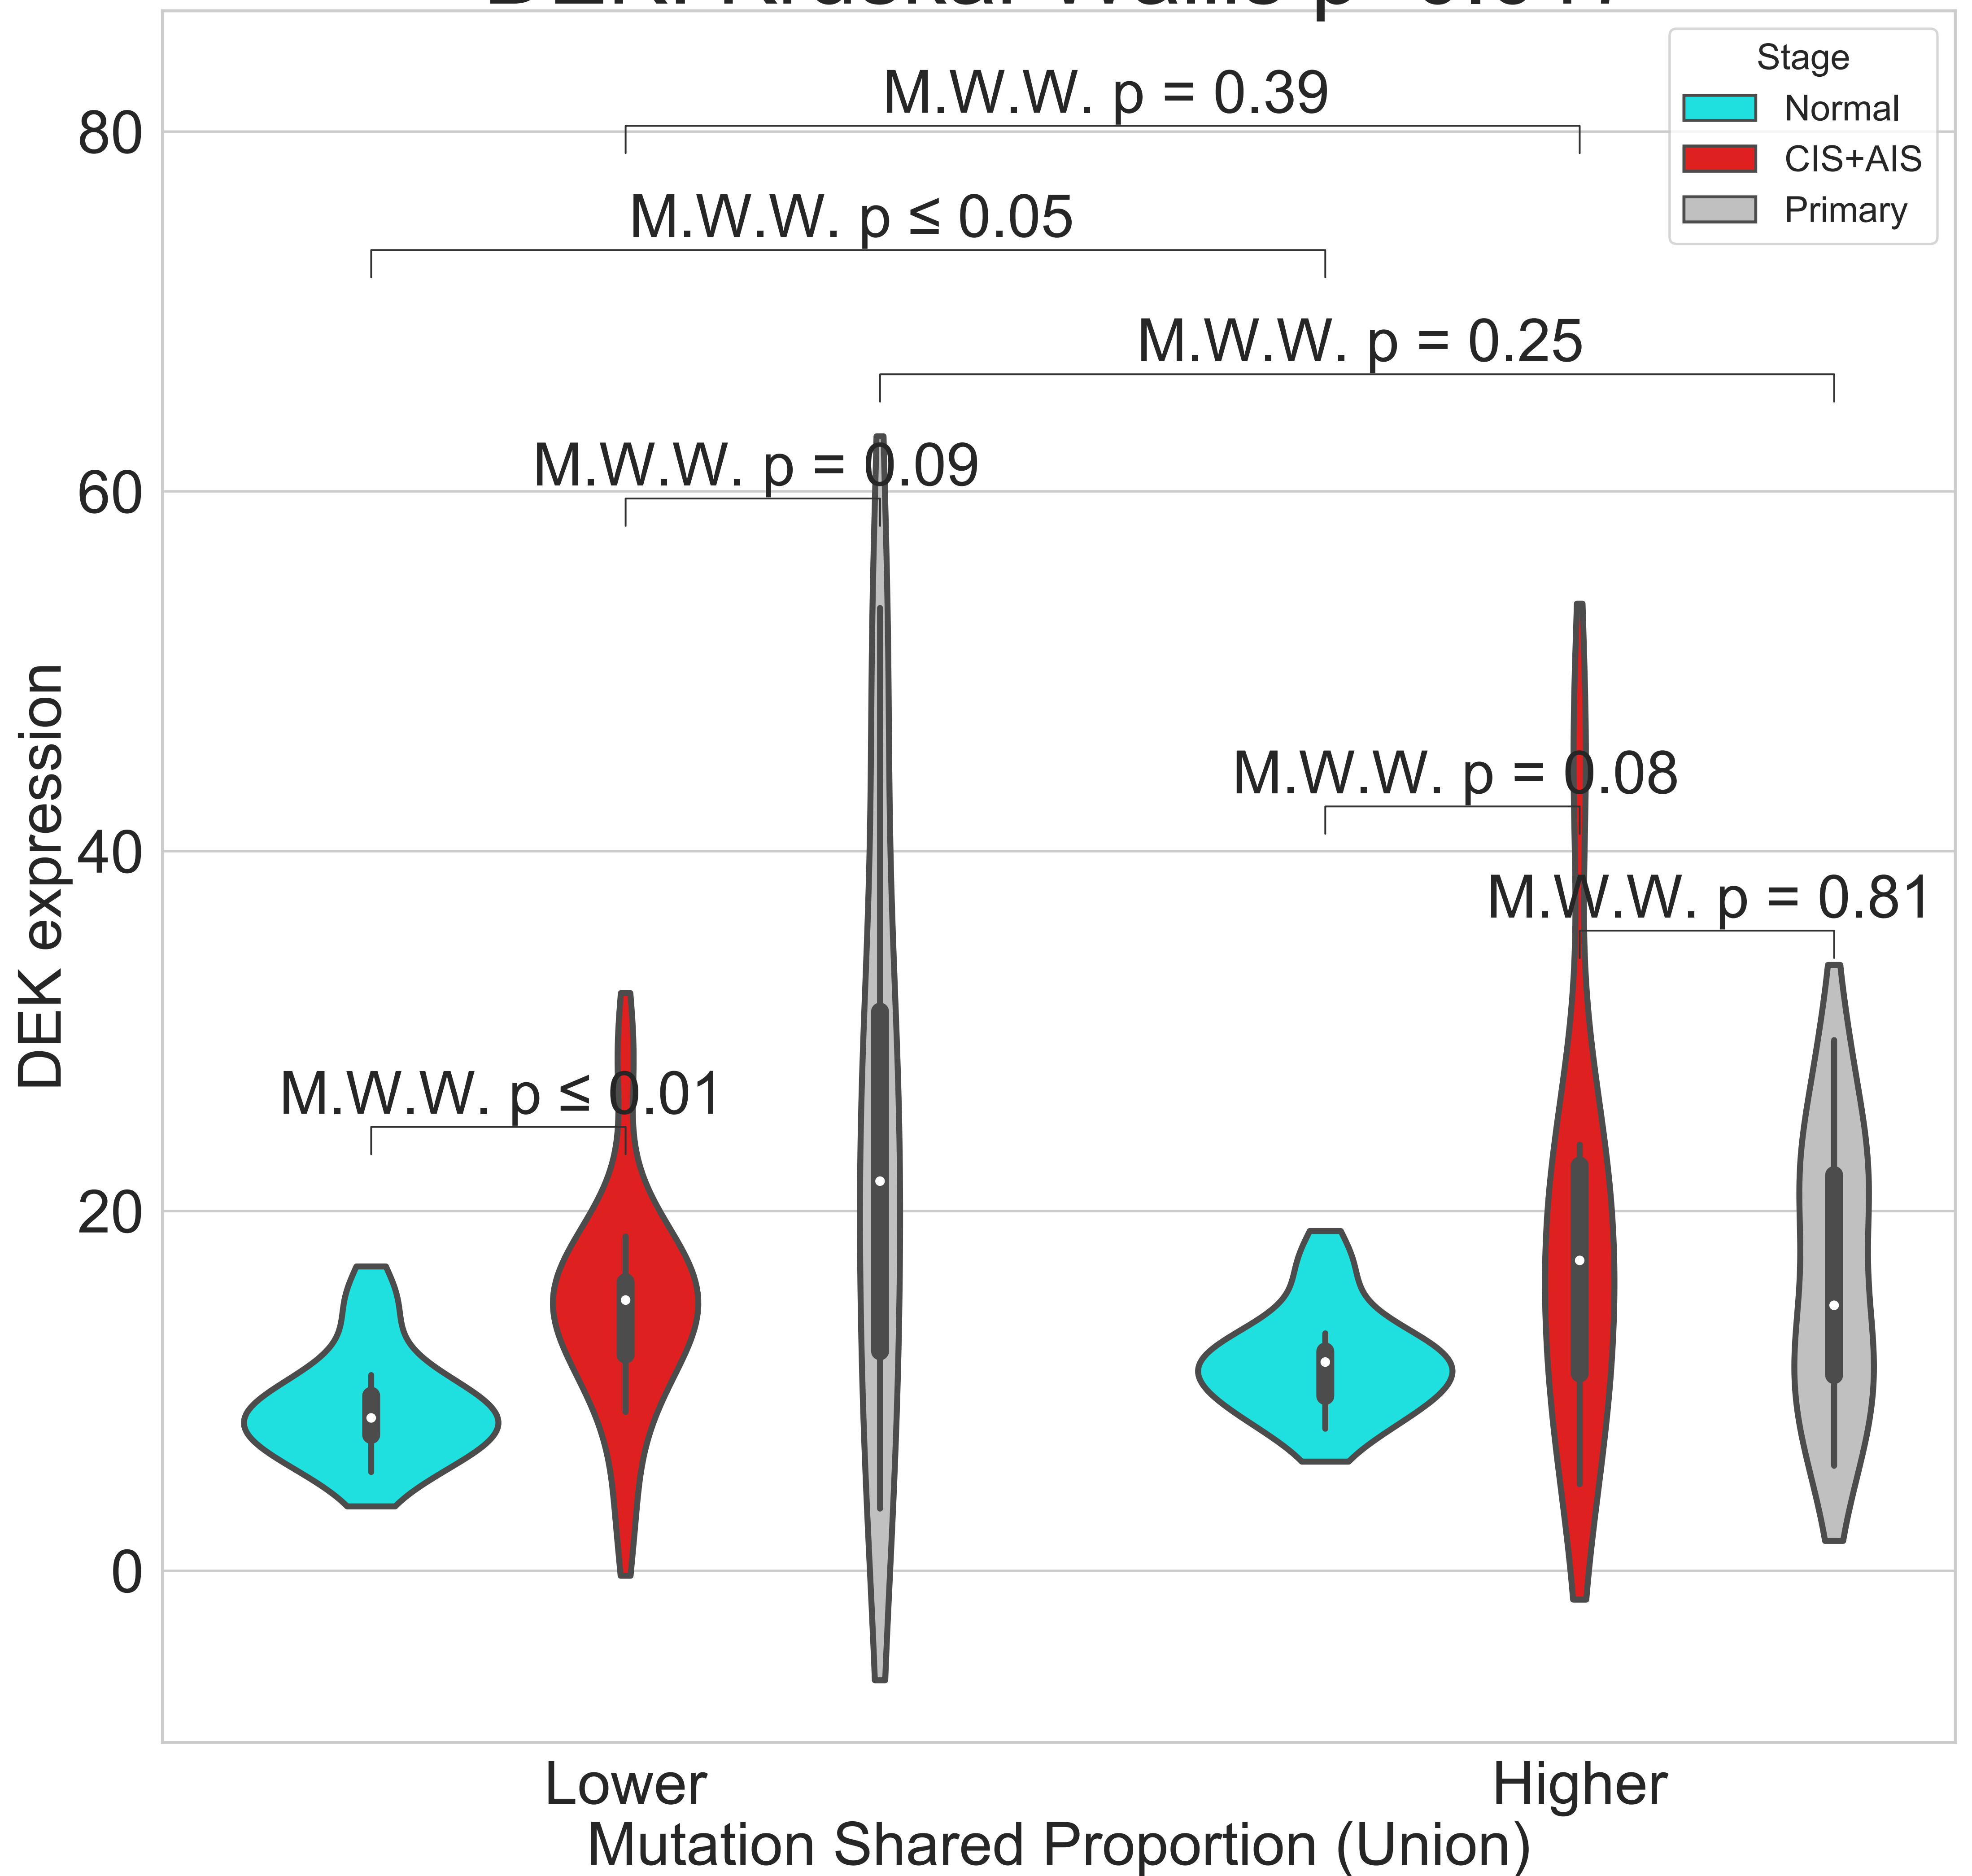 Stage
Normal
CIS+AIS
Primary
M.W.W. p = 0.39
M.W.W. p ≤ 0.05
M.W.W. p = 0.25
M.W.W. p = 0.09
M.W.W. p = 0.08
M.W.W. p = 0.81
M.W.W. p ≤ 0.01
80
60
40
20
0
DEK expression
Lower
Higher
Mutation Shared Proportion (Union)